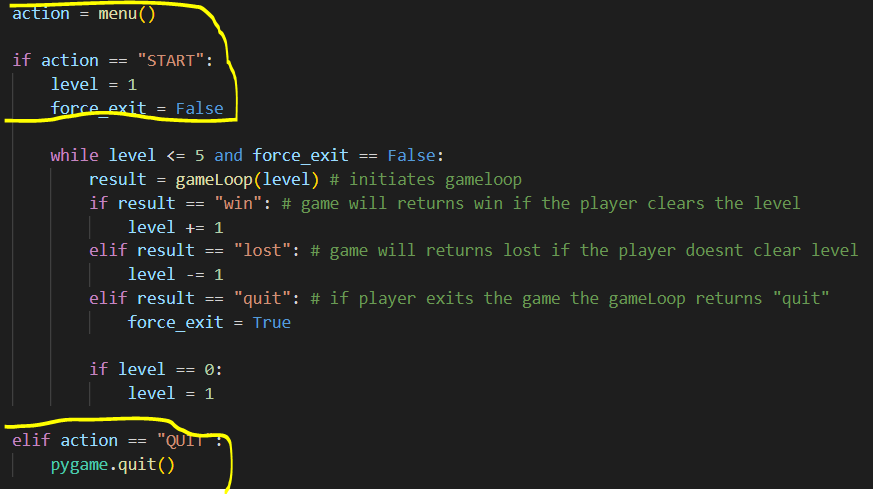 action = menu()
if action == "START":
level = 1
force_exit = False
while level <= 5 and force_exit == False:
result = gameLoop(level) # initiates gameloop
if result == "win": # game will returns win if the player clears the level
level += 1
elif result == "lost": # game will returns lost if the player doesnt clear level
level -= 1
elif result == "quit": # if player exits the game the gameLoop returns "quit"
force_exit = True
if level == 0:
level = 1
elif action == "QUIT":
pygame.quit()